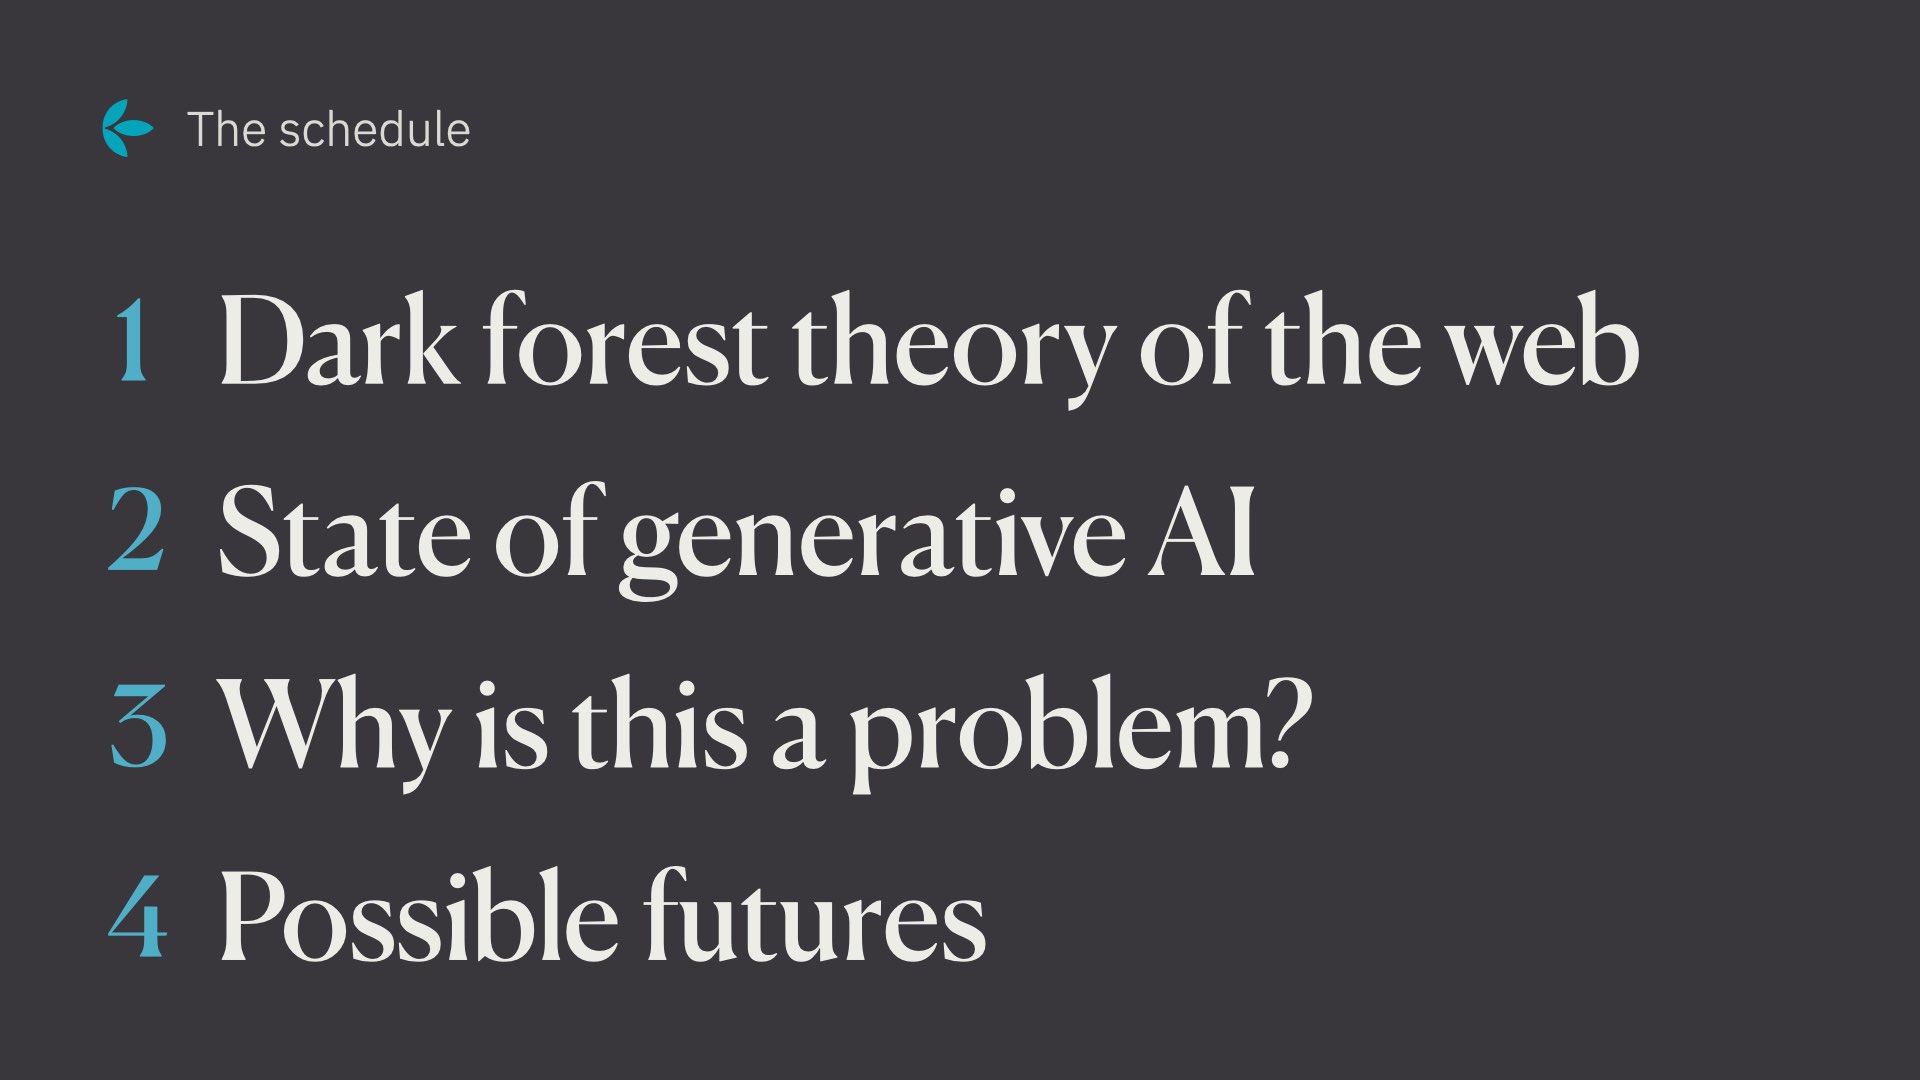 The schedule
1 Dark forest theory of the web
2 State of generative AI
3 Why is this a problem?
4 Possible futures